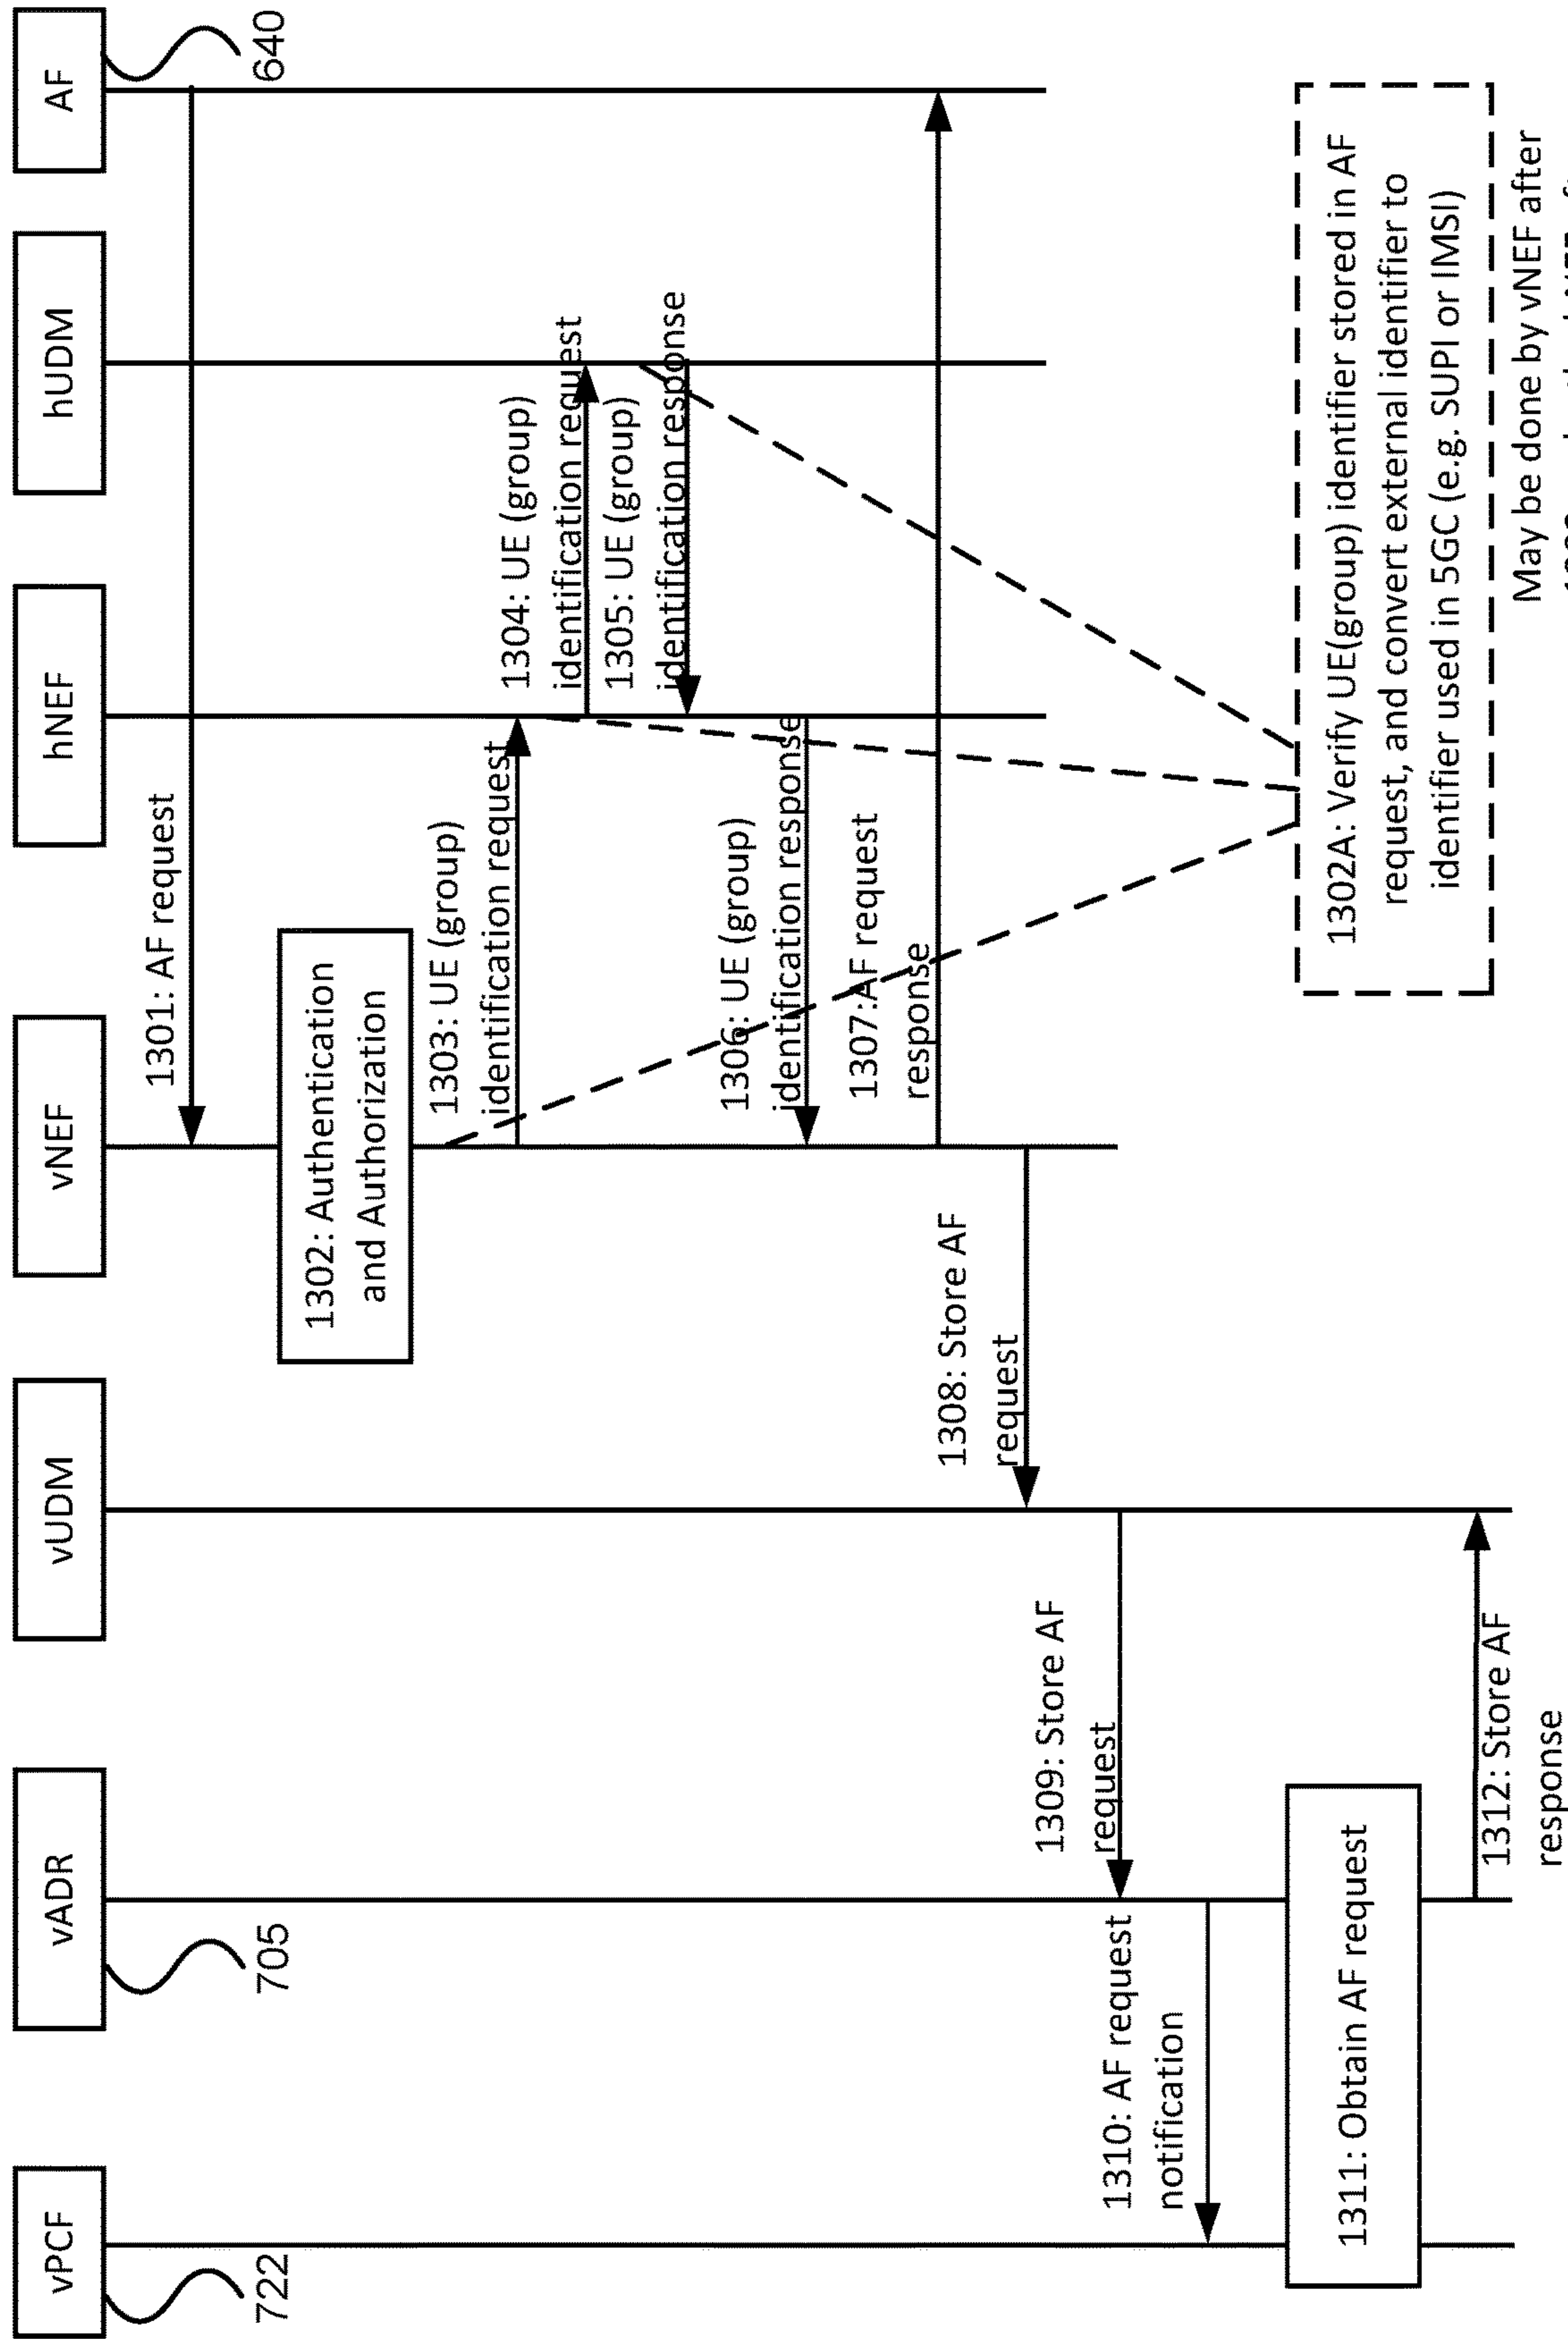 vPCF
722
vADR
705
vUDM
vNEF
hNEF
hUDM
AF
640
1301: AF request
1302: Authentication
and Authorization
1303: UE (group)
identification request
1304: UE (group)
identification request
1305: UE (group)
identification response
1306: UE (group)
identification response
1307:AF request
response
1308: Store AF
request
1309: Store AF
request
1310: AF request
notification
1311: Obtain AF request
1312: Store AF
response
1302A: Verify UE(group) identifier stored in AF
request, and convert external identifier to
identifier used in 5GC (e.g. SUPI or IMSI)
May be done by vNEF after